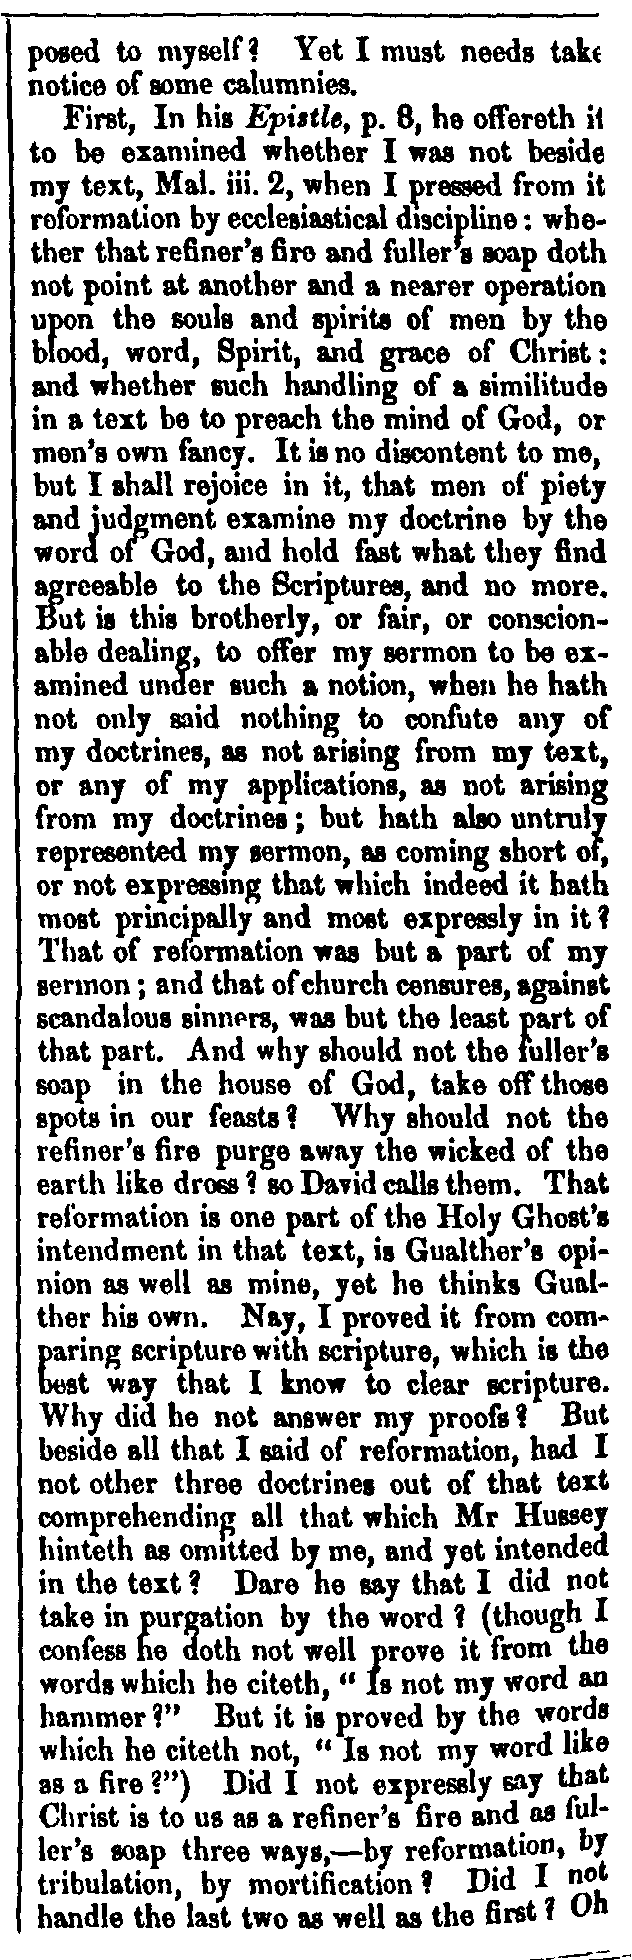 posed to myself? Yet I must needs take
notice of some calumnies.
First, In his Epistle, p. 8, he offereth it
to be examined whether I was not beside
my text, Mal. iii. 2, when I pressed from it
reformation by ecclesiastical discipline: whe-
ther that refiner's fire and fuller's soap doth
not point at another and a nearer operation
upon the souls and spirits of men by the
blood, word, Spirit, and grace of Christ:
and whether such handling of a similitude
in a text be to preach the mind of God, or
men's own fancy. It is no discontent to me,
but I shall rejoice in it, that men of piety
and judgment examine my doctrine by the
word of God, and hold fast what they find
agreeable to the Scriptures, and no more.
But is this brotherly, or fair, or conscion-
able dealing, to offer my sermon to be ex-
amined under such a notion, when he hath
not only said nothing to confute any of
my doctrines, as not arising from my text,
or any of my applications, as not arising
from my doctrines; but hath also untruly
represented my sermon, as coming short of,
or not expressing that which indeed it hath
most principally and most expressly in it?
That of reformation was but a part of my
sermon; and that of church censures, against
scandalous sinners, was but the least part of
that part. And why should not the fuller's
soap in the house of God, take off those
spots in our feasts? Why should not the
refiner's fire purge away the wicked of the
earth like dross? so David calls them. That
reformation is one part of the Holy Ghost's
intendment in that text, is Gualther's opi-
nion as well as mine, yet he thinks Gual-
ther his own. Nay, I proved it from com-
paring scripture with scripture, which is the
best way that I know to clear scripture.
Why did he not answer my proofs? But
beside all that I said of reformation, had I
not other three doctrines out of that text
comprehending all that which Mr Hussey
hinteth as omitted by me, and yet intended
in the text? Dare he say that I did not
take in purgation by the word? (though I
confess he doth not well prove it from the
words which he citeth, "Is not my word an
hammer?" But it is proved by the words
which he citeth not, "Is not my word like
as a fire?") Did I not expressly say that
Christ is to us as a refiner's fire and as ful-
ler's soap three ways,—by reformation, by
tribulation, by mortification? Did I not
handle the last two as well as the first? Oh